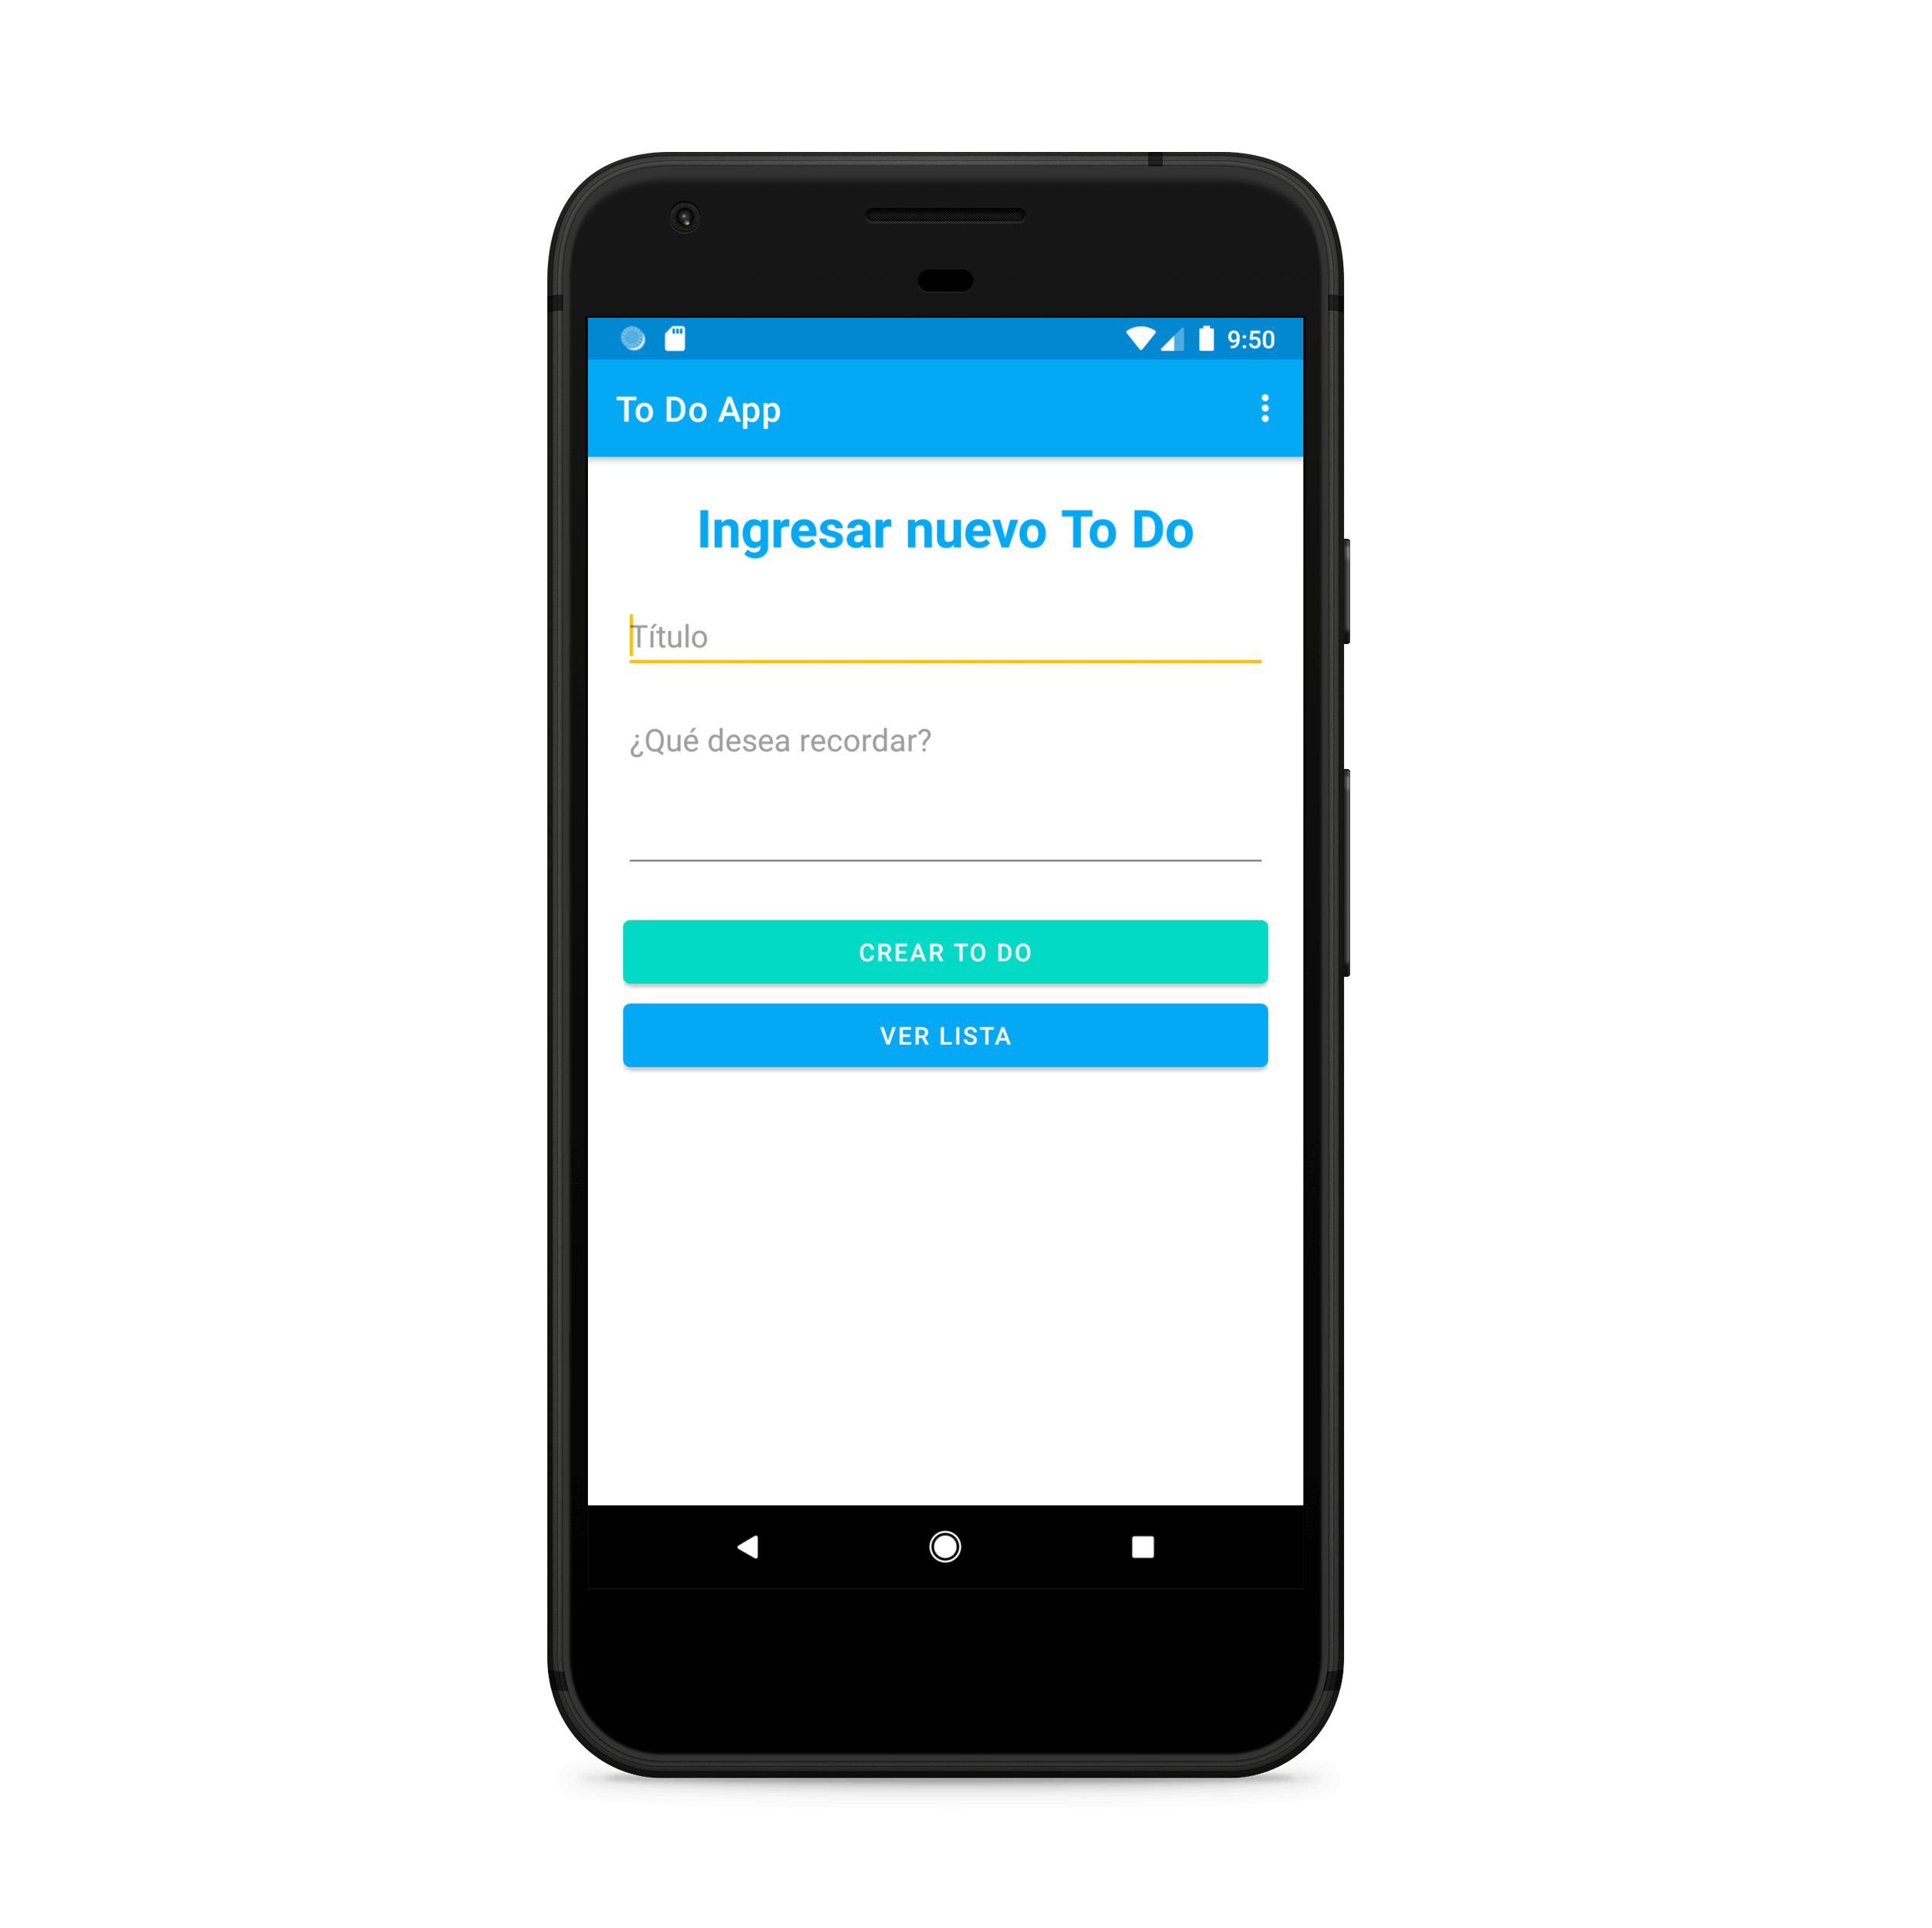 9:50
To Do App
Ingresar nuevo To Do
Título
¿Qué desea recordar?
CREAR TO DO
VER LISTA